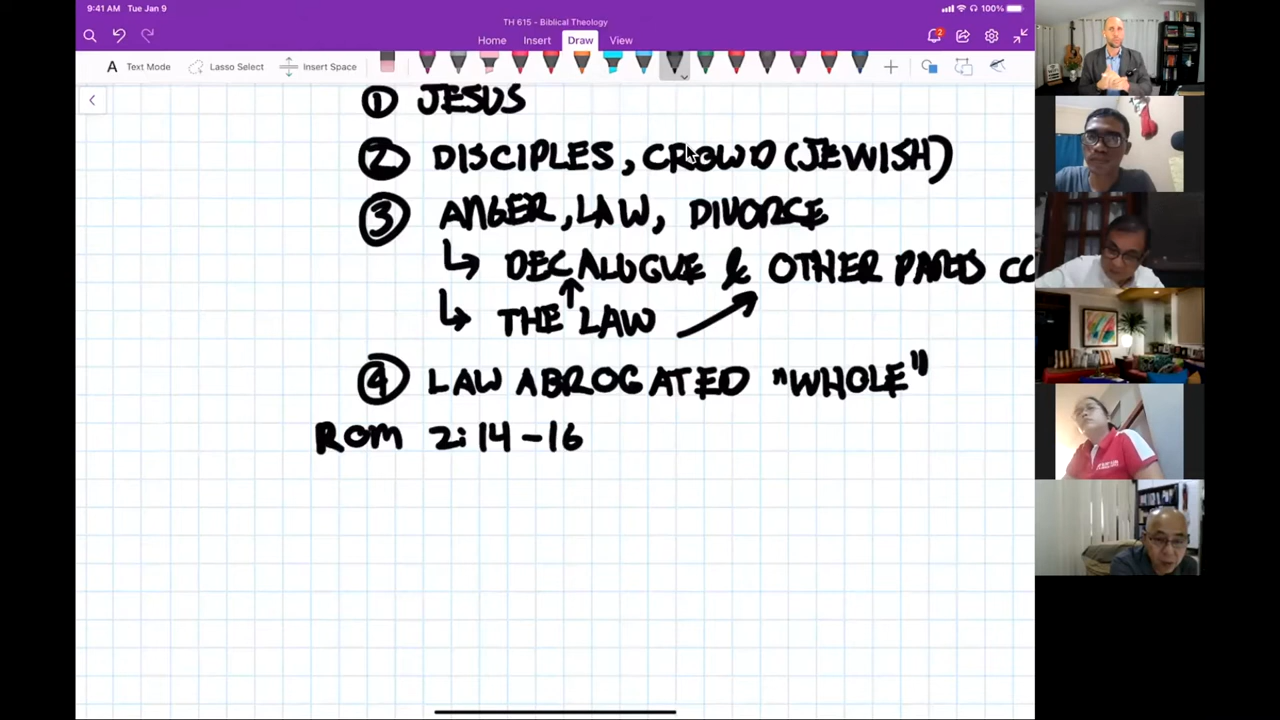 9:41 AM Tue Jan 9
100%
TH 615 - Biblical Theology
Home Insert Draw View
2
A Text Mode Lasso Select Insert Space
① JESUS
② DISCIPLES, CROWD (JEWISH)
③ ANGER, LAW, DIVORCE
↳ DECALOGUE & OTHER PARTS CO
↳ THE LAW
④ LAW ABROGATED "WHOLE"
ROM 2:14-16